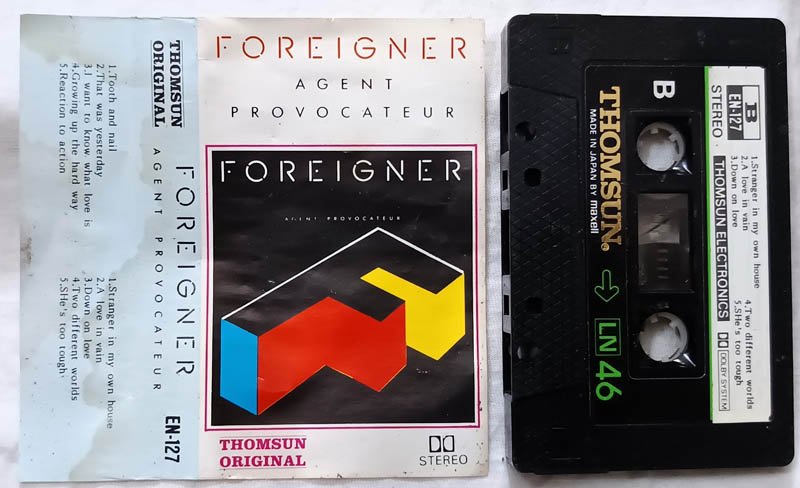 THOMSUN
ORIGINAL
1.Tooth and nail
2.That was yesterday
3.I want to know what love is
4.Growing up the hard way
5.Reaction to action
FOREIGNER
AGENT PROVOCATEUR
1.Stranger in my own house
2.A love in vain
3.Down on love
4.Two different worlds
5.SHe's too tough
EN-127
FOREIGNER
AGENT
PROVOCATEUR
FOREIGNER
AGENT PROVOCATEUR
THOMSUN
ORIGINAL
DOLBY STEREO
B
THOMSUN.
MADE IN JAPAN BY maxell
LN 46
B
EN-127
STEREO
1.Stranger in my own house
2.A love in vain
3.Down on love
4.Two different worlds
5.SHe's too tough
THOMSUN ELECTRONICS
DOLBY SYSTEM